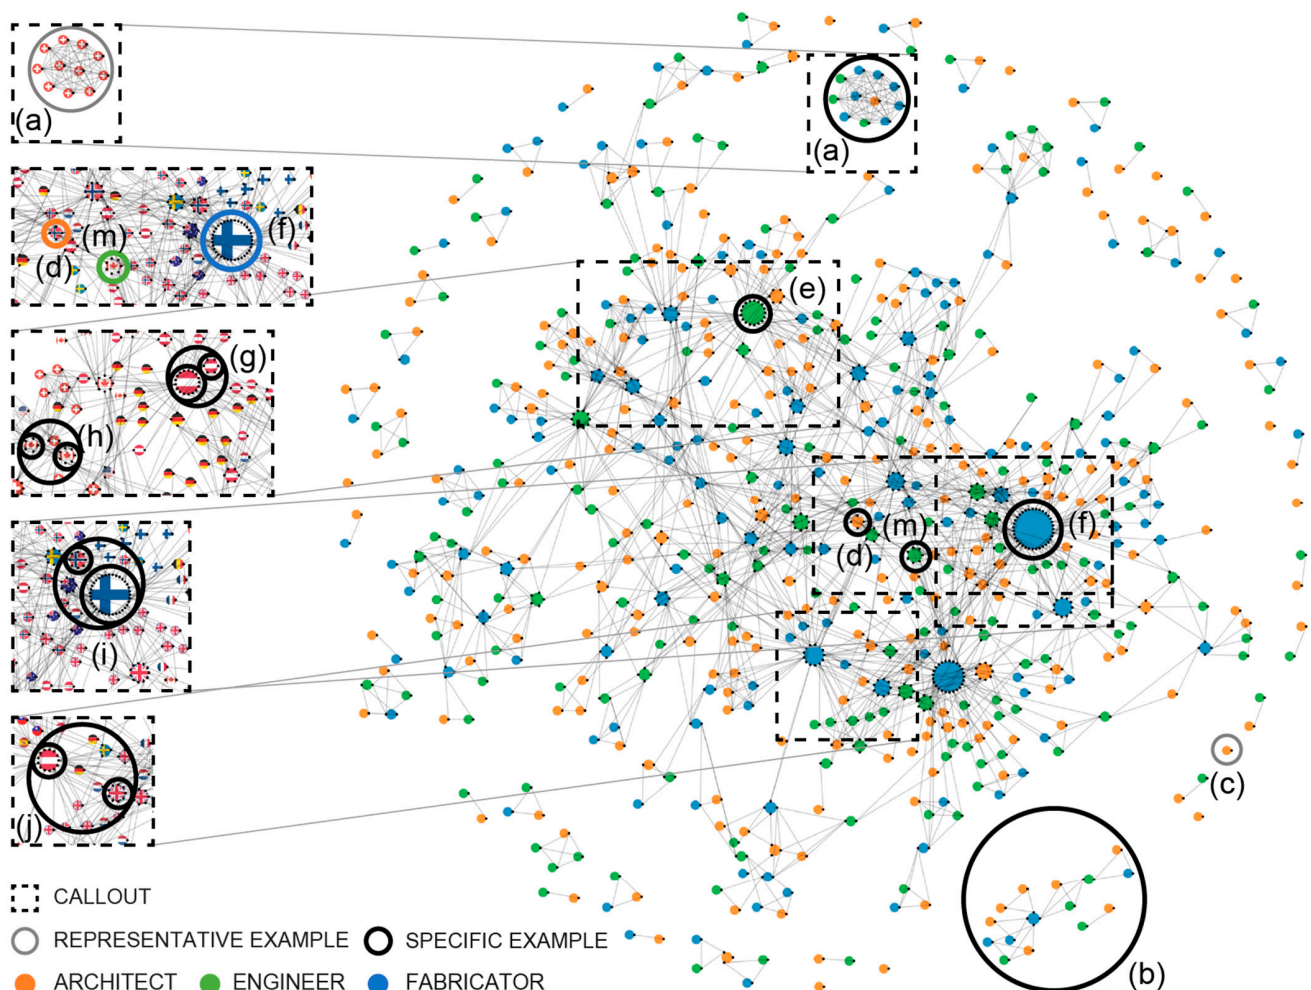 (a)
(a)
(m)
(f)
(d)
(e)
(g)
(h)
(m)
(f)
(d)
(i)
(j)
(c)
(b)
CALLOUT
REPRESENTATIVE EXAMPLE SPECIFIC EXAMPLE
ARCHITECT ENGINEER FABRICATOR